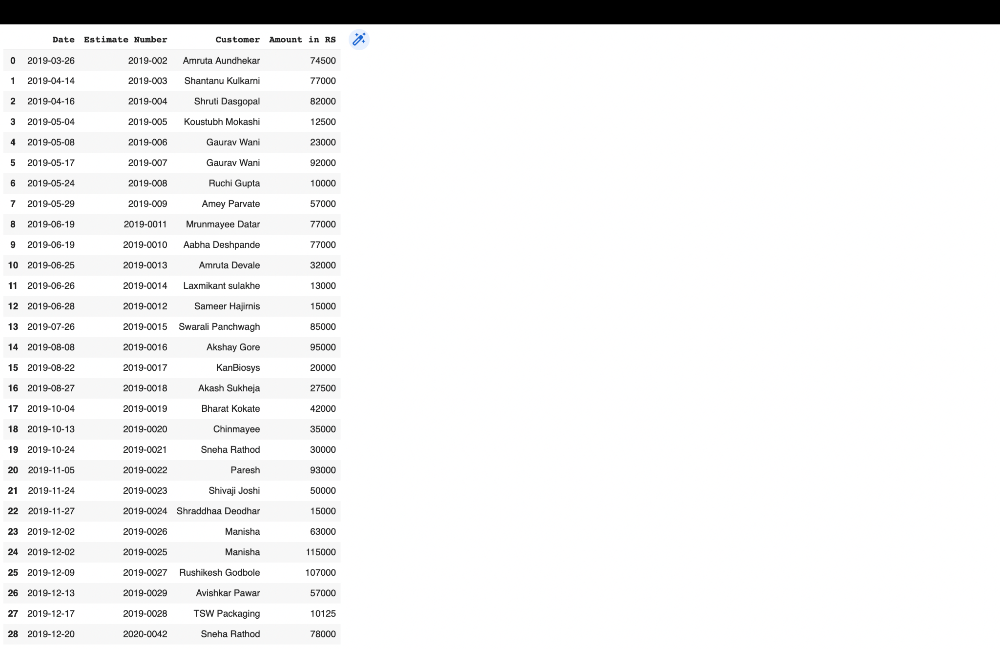 Date Estimate Number Customer Amount in RS
0 2019-03-26 2019-002 Amruta Aundhekar 74500
1 2019-04-14 2019-003 Shantanu Kulkarni 77000
2 2019-04-16 2019-004 Shruti Dasgopal 82000
3 2019-05-04 2019-005 Koustubh Mokashi 12500
4 2019-05-08 2019-006 Gaurav Wani 23000
5 2019-05-17 2019-007 Gaurav Wani 92000
6 2019-05-24 2019-008 Ruchi Gupta 10000
7 2019-05-29 2019-009 Amey Parvate 57000
8 2019-06-19 2019-0011 Mrunmayee Datar 77000
9 2019-06-19 2019-0010 Aabha Deshpande 77000
10 2019-06-25 2019-0013 Amruta Devale 32000
11 2019-06-26 2019-0014 Laxmikant sulakhe 13000
12 2019-06-28 2019-0012 Sameer Hajirnis 15000
13 2019-07-26 2019-0015 Swarali Panchwagh 85000
14 2019-08-08 2019-0016 Akshay Gore 95000
15 2019-08-22 2019-0017 KanBiosys 20000
16 2019-08-27 2019-0018 Akash Sukheja 27500
17 2019-10-04 2019-0019 Bharat Kokate 42000
18 2019-10-13 2019-0020 Chinmayee 35000
19 2019-10-24 2019-0021 Sneha Rathod 30000
20 2019-11-05 2019-0022 Paresh 93000
21 2019-11-24 2019-0023 Shivaji Joshi 50000
22 2019-11-27 2019-0024 Shraddhaa Deodhar 15000
23 2019-12-02 2019-0026 Manisha 63000
24 2019-12-02 2019-0025 Manisha 115000
25 2019-12-09 2019-0027 Rushikesh Godbole 107000
26 2019-12-13 2019-0029 Avishkar Pawar 57000
27 2019-12-17 2019-0028 TSW Packaging 10125
28 2019-12-20 2020-0042 Sneha Rathod 78000